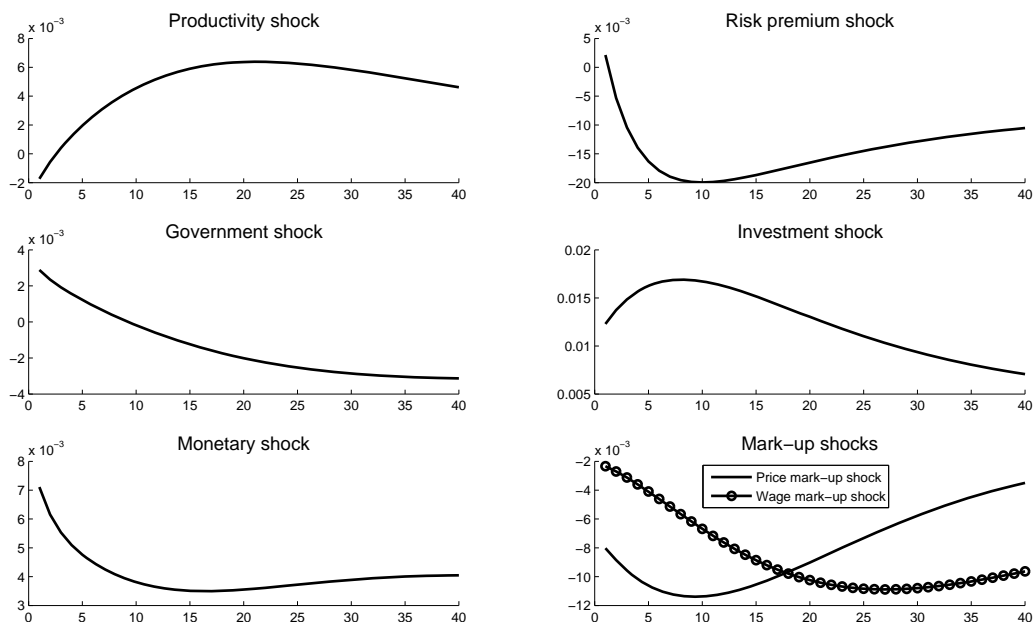 Productivity shock
x 10⁻³
8
6
4
2
0
−2
0 5 10 15 20 25 30 35 40
Risk premium shock
x 10⁻³
5
0
−5
−10
−15
−20
0 5 10 15 20 25 30 35 40
Government shock
x 10⁻³
4
2
0
−2
−4
0 5 10 15 20 25 30 35 40
Investment shock
0.02
0.015
0.01
0.005
0 5 10 15 20 25 30 35 40
Monetary shock
x 10⁻³
8
7
6
5
4
3
0 5 10 15 20 25 30 35 40
Mark−up shocks
x 10⁻³
−2
−4
−6
−8
−10
−12
0 5 10 15 20 25 30 35 40
Price mark−up shock
Wage mark−up shock